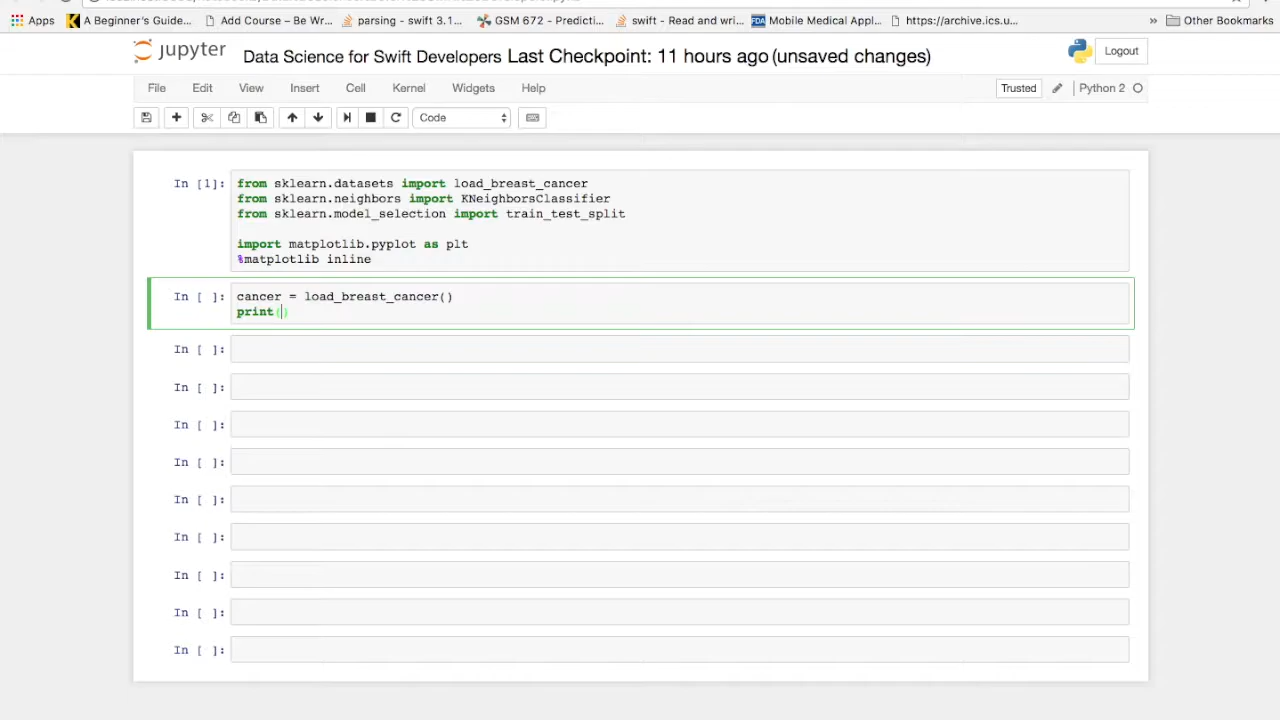 Apps A Beginner's Guide... Add Course – Be Wr... parsing - swift 3.1... GSM 672 – Predicti... swift - Read and wri... FDA Mobile Medical Appl... https://archive.ics.u... » Other Bookmarks
jupyter Data Science for Swift Developers Last Checkpoint: 11 hours ago (unsaved changes) Logout
File Edit View Insert Cell Kernel Widgets Help Trusted Python 2
Code
In [1]: from sklearn.datasets import load_breast_cancer
from sklearn.neighbors import KNeighborsClassifier
from sklearn.model_selection import train_test_split
import matplotlib.pyplot as plt
%matplotlib inline
In [ ]: cancer = load_breast_cancer()
print()
In [ ]:
In [ ]:
In [ ]:
In [ ]:
In [ ]:
In [ ]:
In [ ]:
In [ ]:
In [ ]: